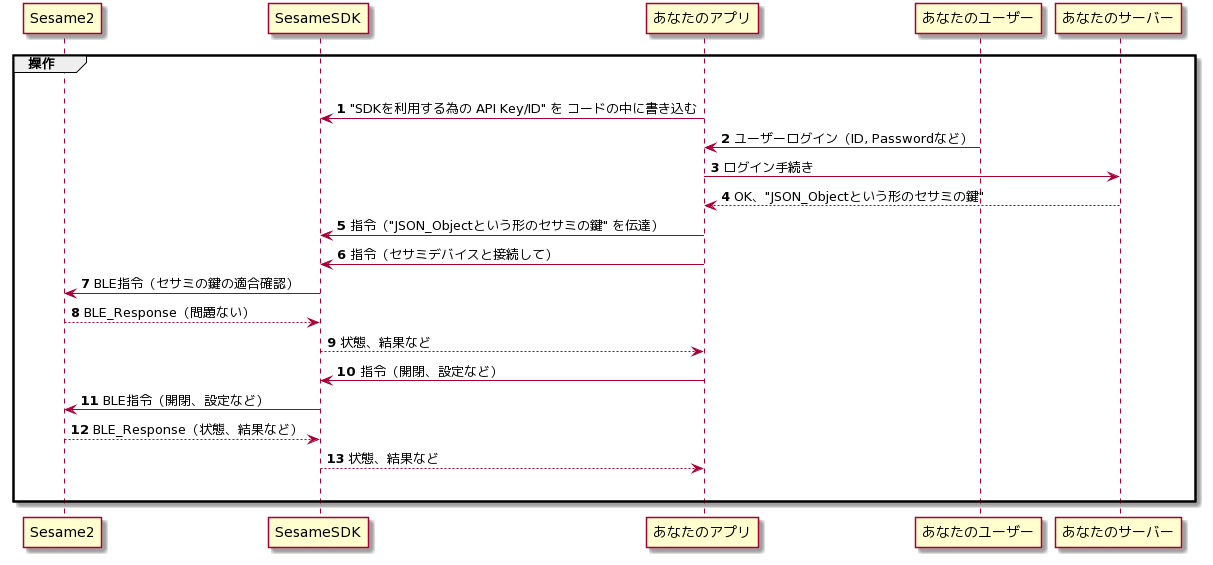 Sesame2
SesameSDK
あなたのアプリ
あなたのユーザー
あなたのサーバー
操作
1 "SDKを利用する為の API Key/ID" を コードの中に書き込む
2 ユーザーログイン（ID, Passwordなど）
3 ログイン手続き
4 OK、"JSON_Objectという形のセサミの鍵"
5 指令（"JSON_Objectという形のセサミの鍵" を伝達）
6 指令（セサミデバイスと接続して）
7 BLE指令（セサミの鍵の適合確認）
8 BLE_Response（問題ない）
9 状態、結果など
10 指令（開閉、設定など）
11 BLE指令（開閉、設定など）
12 BLE_Response（状態、結果など）
13 状態、結果など
Sesame2
SesameSDK
あなたのアプリ
あなたのユーザー
あなたのサーバー